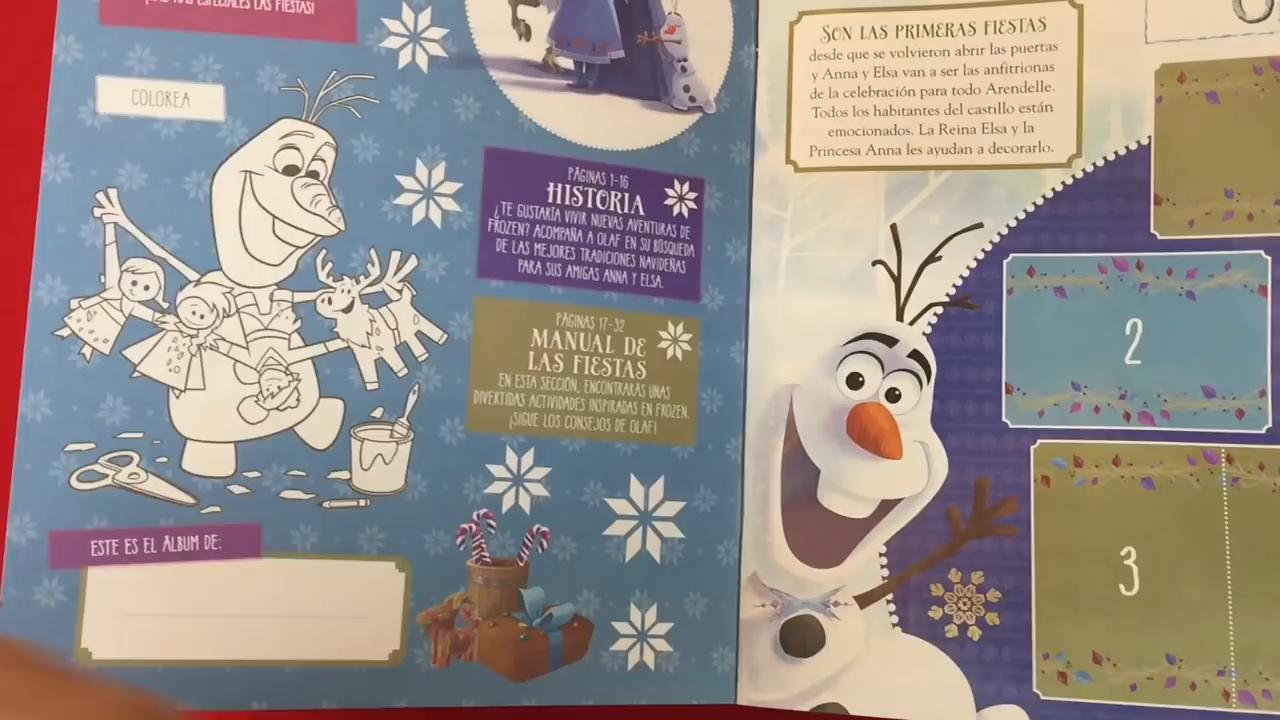 ESPECIALES LAS FIESTAS!
COLOREA
PÁGINAS 1-16
HISTORIA
¿TE GUSTARÍA VIVIR NUEVAS AVENTURAS DE
FROZEN? ACOMPAÑA A OLAF EN SU BÚSQUEDA
DE LAS MEJORES TRADICIONES NAVIDEÑAS
PARA SUS AMIGAS ANNA Y ELSA.
PÁGINAS 17-32
MANUAL DE
LAS FIESTAS
EN ESTA SECCIÓN, ENCONTRARÁS UNAS
DIVERTIDAS ACTIVIDADES INSPIRADAS EN FROZEN.
¡SIGUE LOS CONSEJOS DE OLAF!
ESTE ES EL ÁLBUM DE:
SON LAS PRIMERAS FIESTAS
desde que se volvieron abrir las puertas
y Anna y Elsa van a ser las anfitrionas
de la celebración para todo Arendelle.
Todos los habitantes del castillo están
emocionados. La Reina Elsa y la
Princesa Anna les ayudan a decorarlo.
2
3